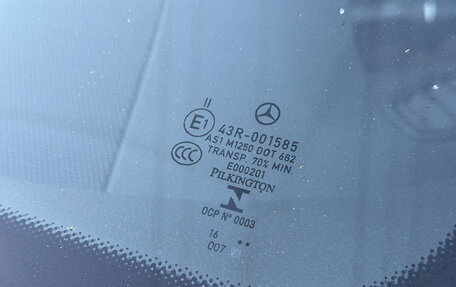 II
E1 43R-001585
AS1 M1250 DOT 682
CCC TRANSP. 70% MIN.
E000201
PILKINGTON
N
OCP N° 0003
16
007